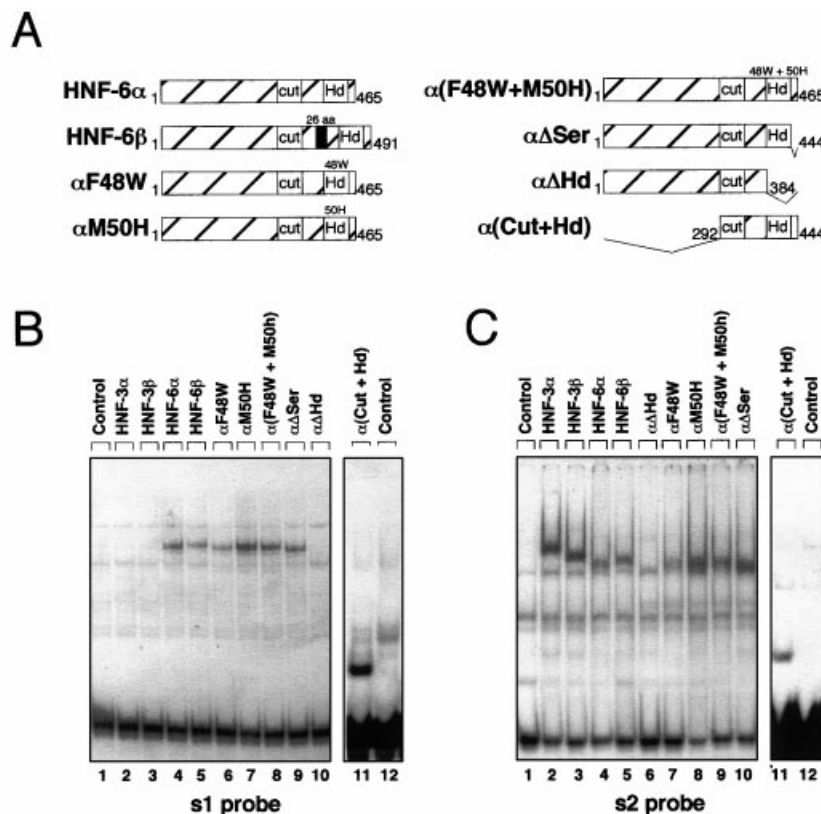 A
HNF-6α 1 cut Hd 465
26 aa
HNF-6β 1 cut Hd 491
48W
αF48W 1 cut Hd 465
50H
αM50H 1 cut Hd 465
48W + 50H
α(F48W+M50H) 1 cut Hd 465
αΔSer 1 cut Hd 444
αΔHd 1 cut 384
α(Cut+Hd) 292 cut Hd 444
B
Control HNF-3α HNF-3β HNF-6α HNF-6β αF48W αM50H α(F48W + M50h) αΔSer αΔHd α(Cut + Hd) Control
1 2 3 4 5 6 7 8 9 10 11 12
s1 probe
C
Control HNF-3α HNF-3β HNF-6α HNF-6β αΔHd αF48W αM50H α(F48W + M50h) αΔSer α(Cut + Hd) Control
1 2 3 4 5 6 7 8 9 10 11 12
s2 probe